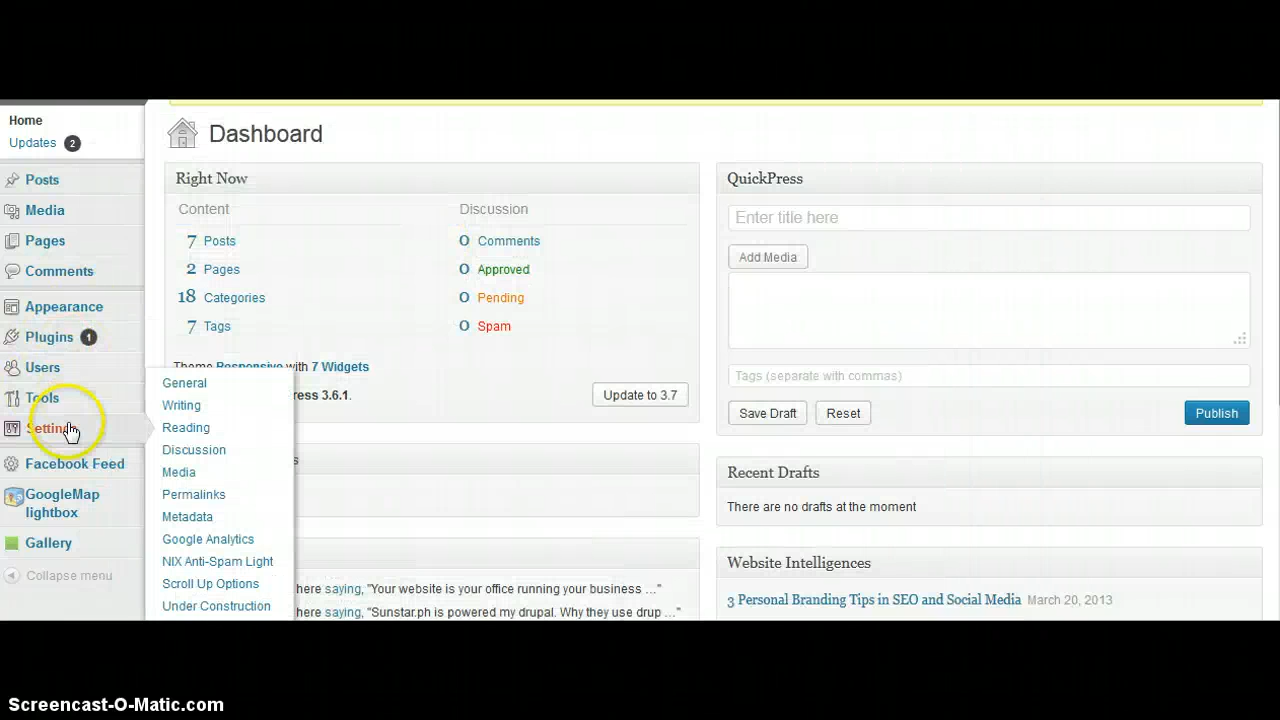 Home
Updates 2
Posts
Media
Pages
Comments
Appearance
Plugins 1
Users
Tools
Settin
Facebook Feed
GoogleMap
lightbox
Gallery
Collapse menu
General
Writing
Reading
Discussion
Media
Permalinks
Metadata
Google Analytics
NIX Anti-Spam Light
Scroll Up Options
Under Construction
Dashboard
Right Now
Content
7 Posts
2 Pages
18 Categories
7 Tags
Discussion
0 Comments
0 Approved
0 Pending
0 Spam
Theme Responsive with 7 Widgets
ress 3.6.1.
Update to 3.7
s
here saying, "Your website is your office running your business ..."
here saying, "Sunstar.ph is powered my drupal. Why they use drup ..."
QuickPress
Enter title here
Add Media
Tags (separate with commas)
Save Draft
Reset
Publish
Recent Drafts
There are no drafts at the moment
Website Intelligences
3 Personal Branding Tips in SEO and Social Media March 20, 2013
Screencast-O-Matic.com